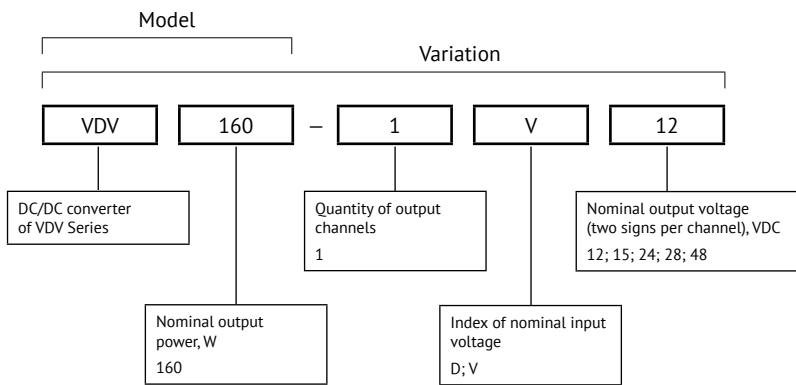 Model
Variation
VDV 160 – 1 V 12
DC/DC converter
of VDV Series
Quantity of output
channels
1
Nominal output voltage
(two signs per channel), VDC
12; 15; 24; 28; 48
Nominal output
power, W
160
Index of nominal input
voltage
D; V